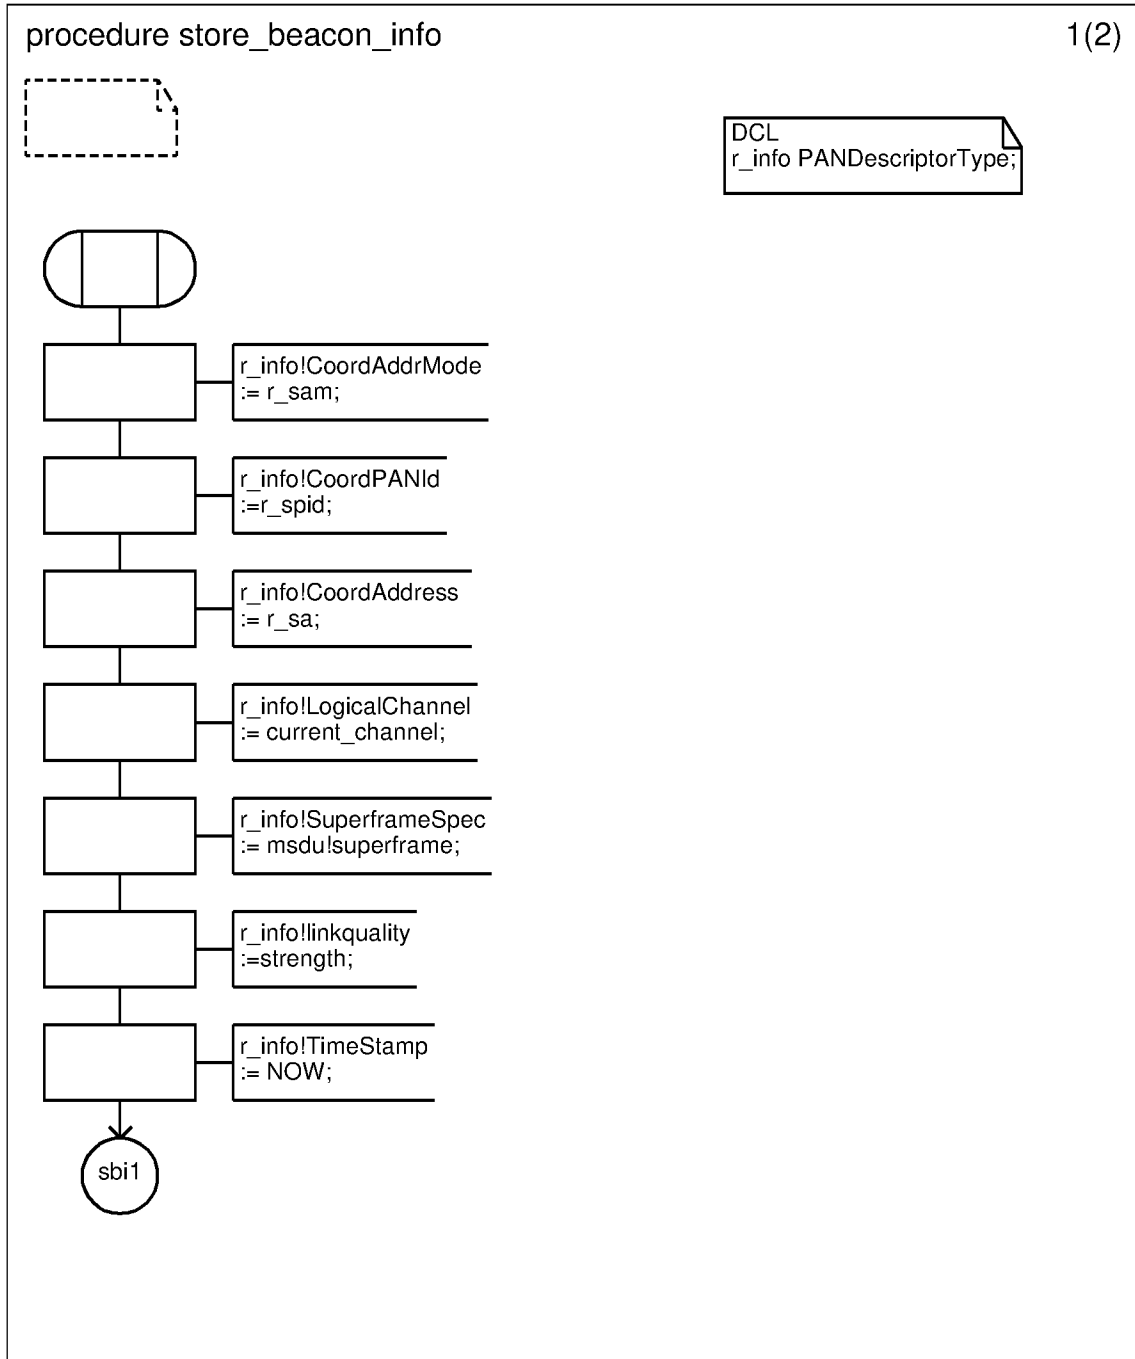 procedure store_beacon_info
1(2)
DCL
r_info PANDescriptorType;
r_info!CoordAddrMode
:= r_sam;
r_info!CoordPANId
:=r_spid;
r_info!CoordAddress
:= r_sa;
r_info!LogicalChannel
:= current_channel;
r_info!SuperframeSpec
:= msdu!superframe;
r_info!linkquality
:=strength;
r_info!TimeStamp
:= NOW;
sbi1